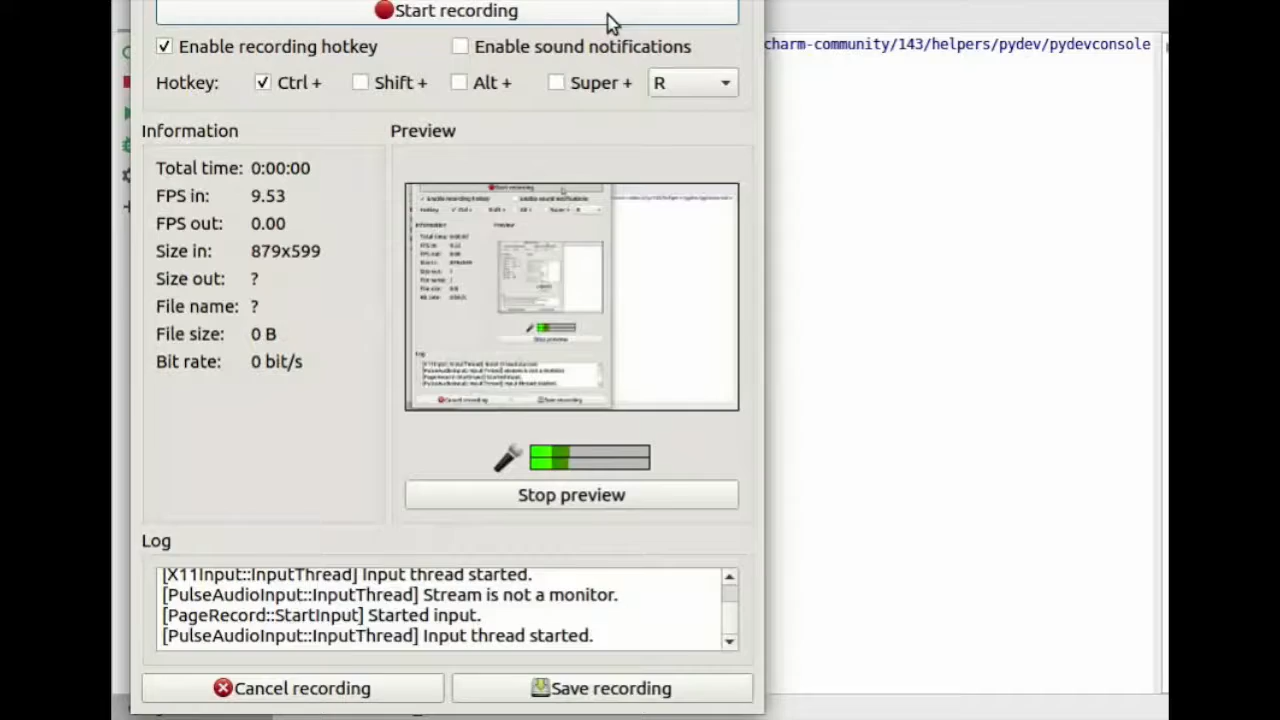 Start recording
charm-community/143/helpers/pydev/pydevconsole
Enable recording hotkey Enable sound notifications
Hotkey: Ctrl + Shift + Alt + Super + R
Information Preview
Total time: 0:00:00
FPS in: 9.53
FPS out: 0.00
Size in: 879x599
Size out: ?
File name: ?
File size: 0 B
Bit rate: 0 bit/s
Stop preview
Log
[X11Input::InputThread] Input thread started.
[PulseAudioInput::InputThread] Stream is not a monitor.
[PageRecord::StartInput] Started input.
[PulseAudioInput::InputThread] Input thread started.
Cancel recording Save recording